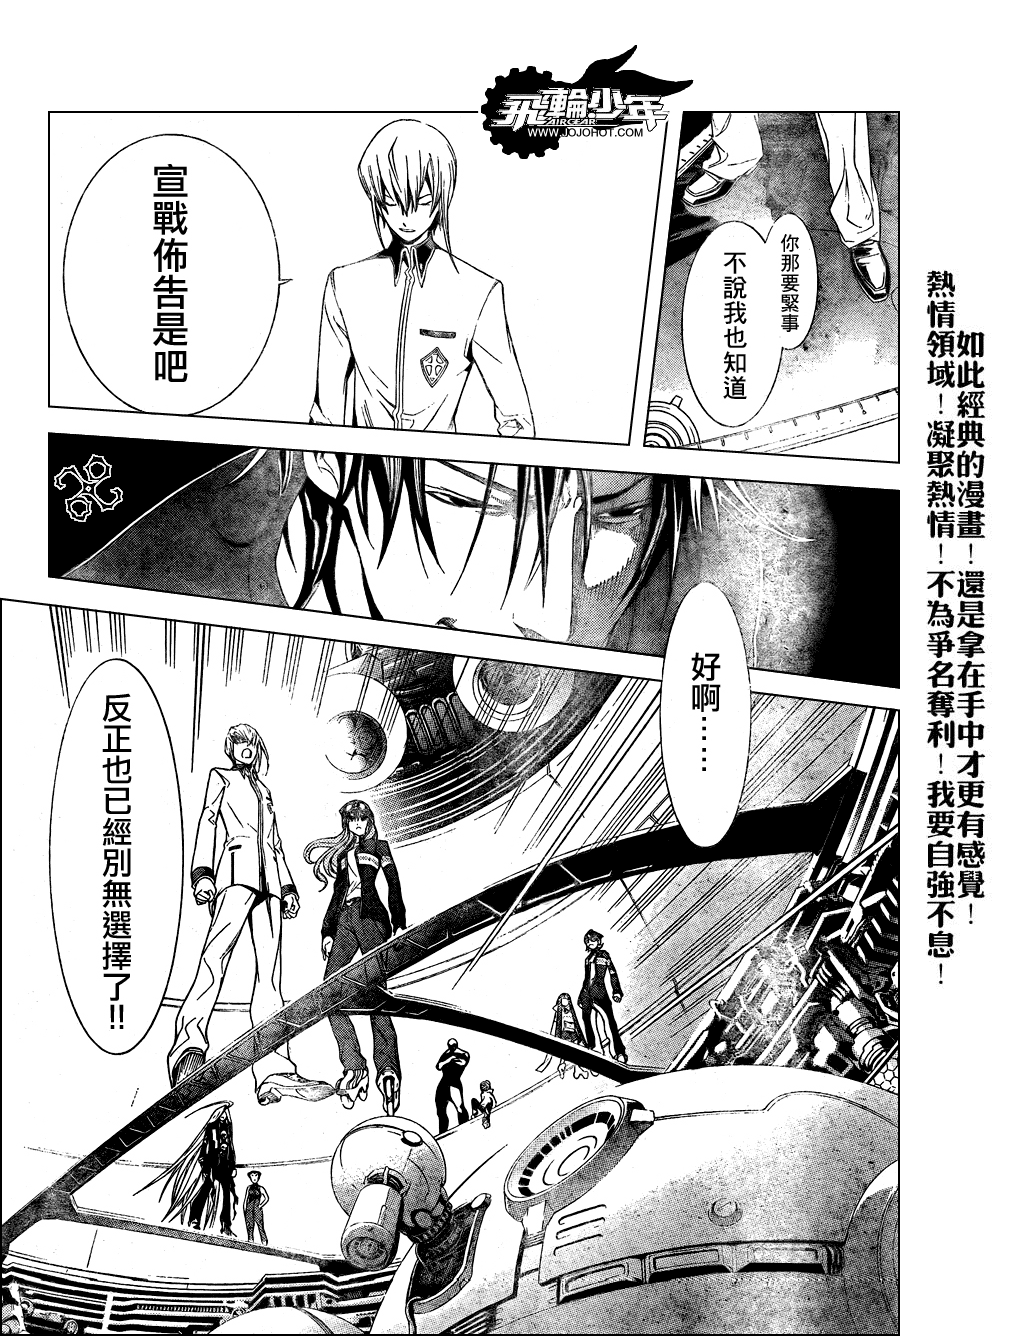 飛輪少年
AIRGEAR
WWW.JOJOHOT.COM
你那要緊事
不說我也知道
宣戰佈告是吧
好啊……
反正也已經別無選擇了!!
如此經典的漫畫！還是拿在手中才更有感覺！
熱情領域！凝聚熱情！不為爭名奪利！我要自強不息！